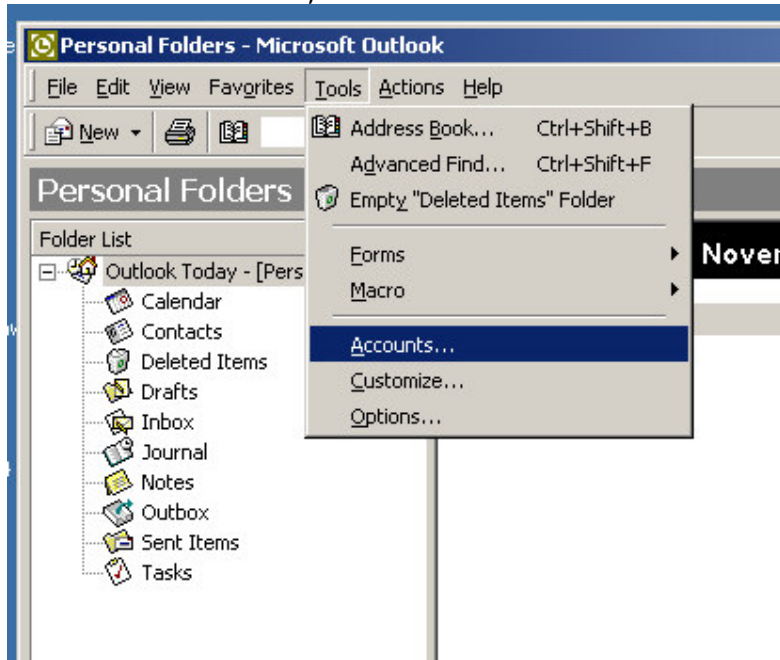 Personal Folders - Microsoft Outlook
File Edit View Favorites Tools Actions Help
New
Address Book... Ctrl+Shift+B
Advanced Find... Ctrl+Shift+F
Empty "Deleted Items" Folder
Forms
Macro
Accounts...
Customize...
Options...
Personal Folders
Folder List
Outlook Today - [Pers
Calendar
Contacts
Deleted Items
Drafts
Inbox
Journal
Notes
Outbox
Sent Items
Tasks
Nover